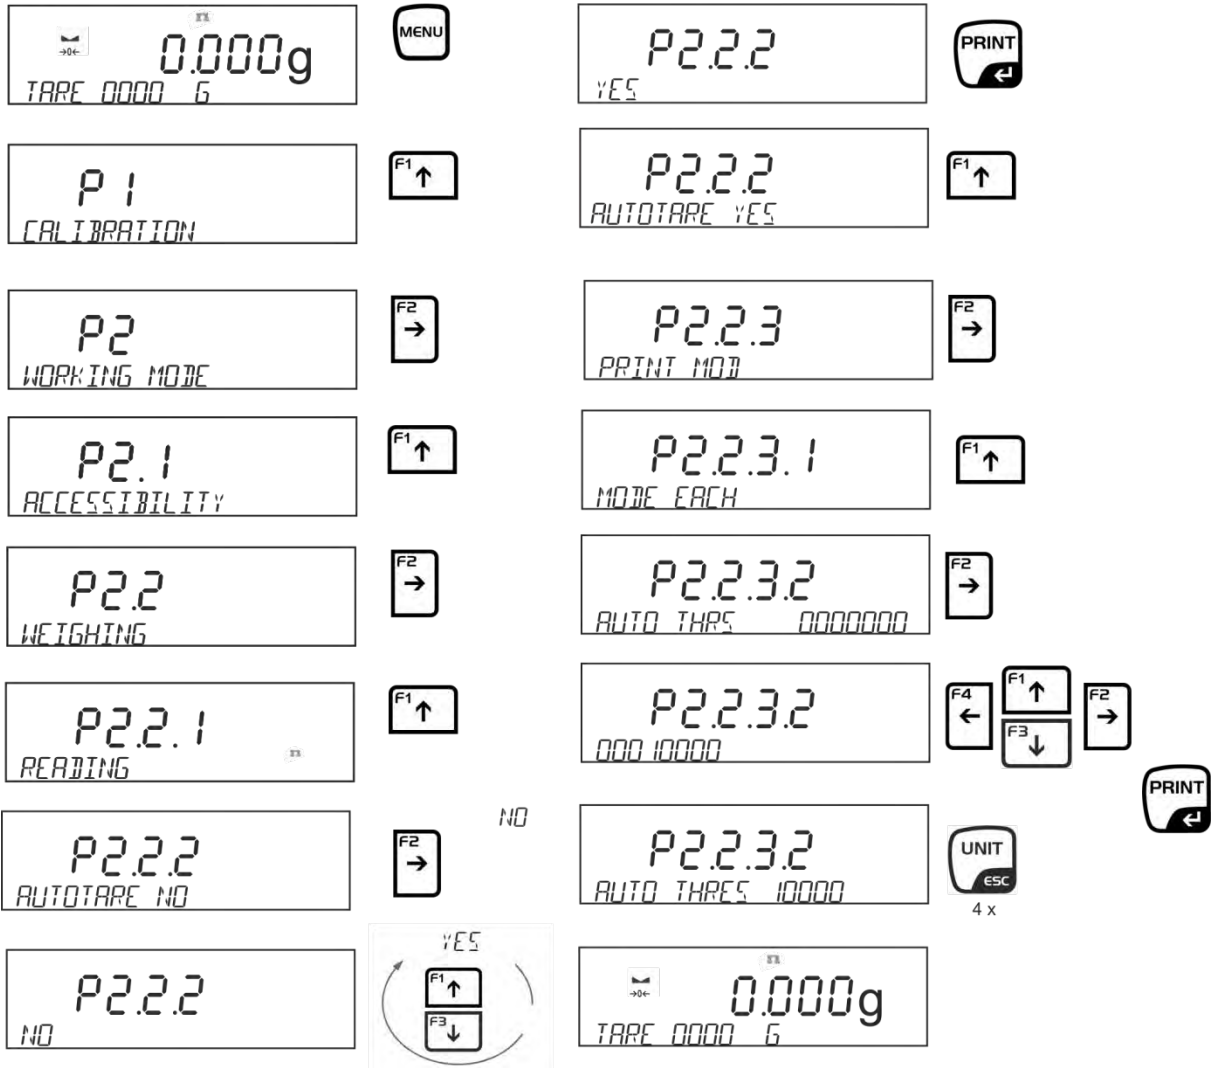 0.000g
→0←
TARE 0000 G
MENU
P1
CALIBRATION
F1
P2
WORKING MODE
F2
P2.1
ACCESSIBILITY
F1
P2.2
WEIGHING
F2
P2.2.1
READING
F1
P2.2.2
AUTOTARE NO
F2
NO
P2.2.2
NO
YES
F1
F3
P2.2.2
YES
PRINT
P2.2.2
AUTOTARE YES
F1
P2.2.3
PRINT MOD
F2
P2.2.3.1
MODE EACH
F1
P2.2.3.2
AUTO THRS 0000000
F2
P2.2.3.2
00010000
F4
F1
F3
F2
PRINT
P2.2.3.2
AUTO THRES 10000
UNIT
ESC
4 x
0.000g
→0←
TARE 0000 G